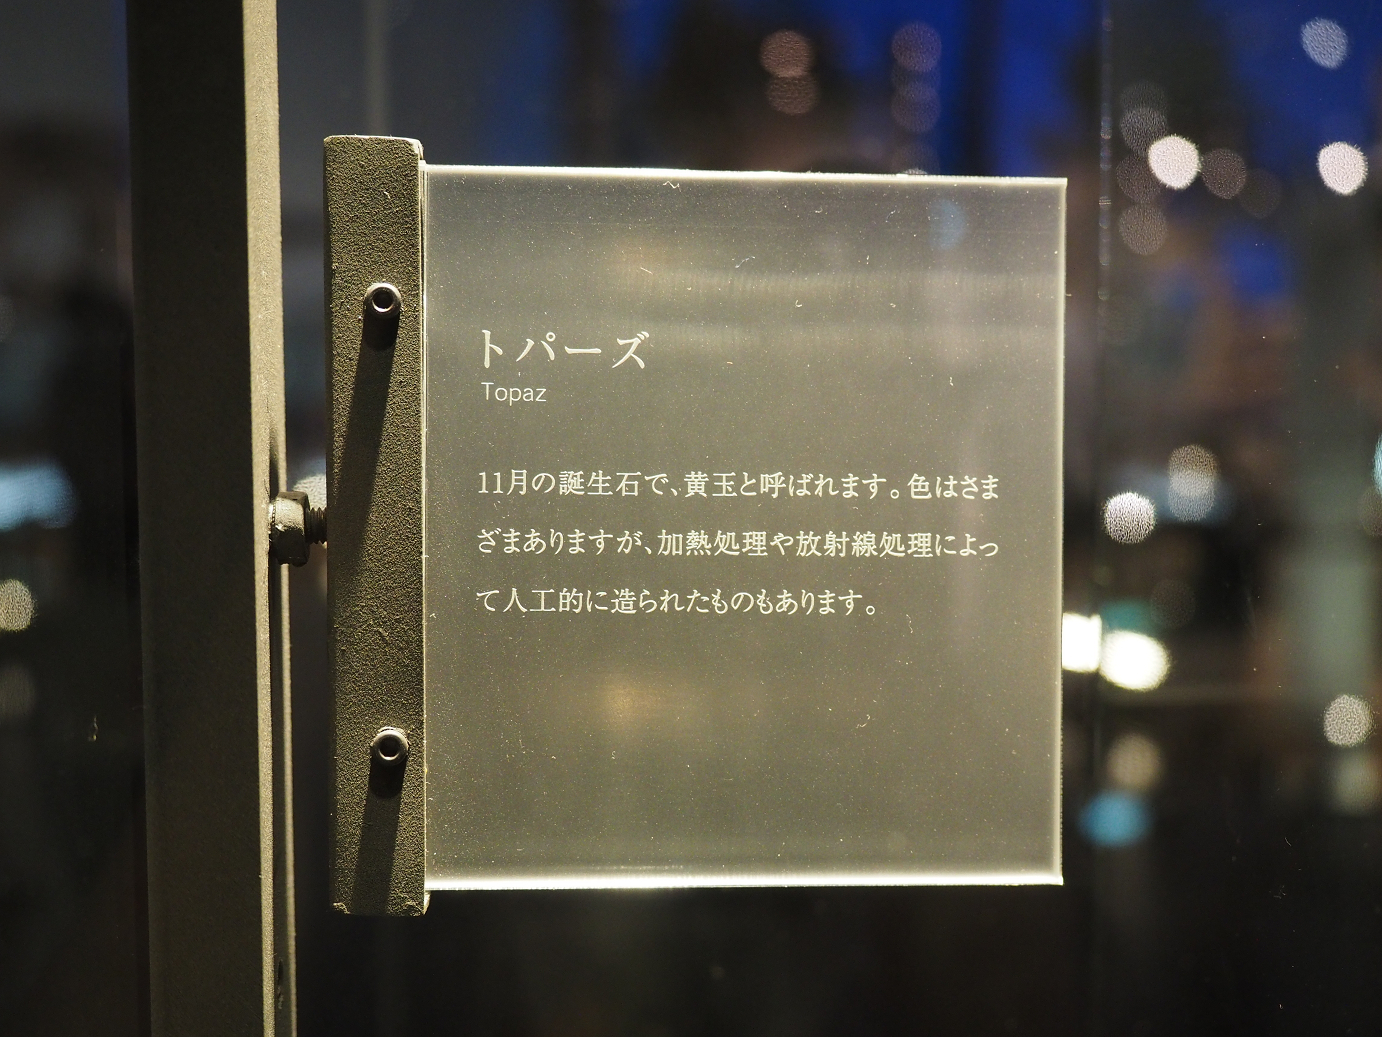 トパーズ
Topaz
11月の誕生石で、黄玉と呼ばれます。色はさま
ざまありますが、加熱処理や放射線処理によっ
て人工的に造られたものもあります。